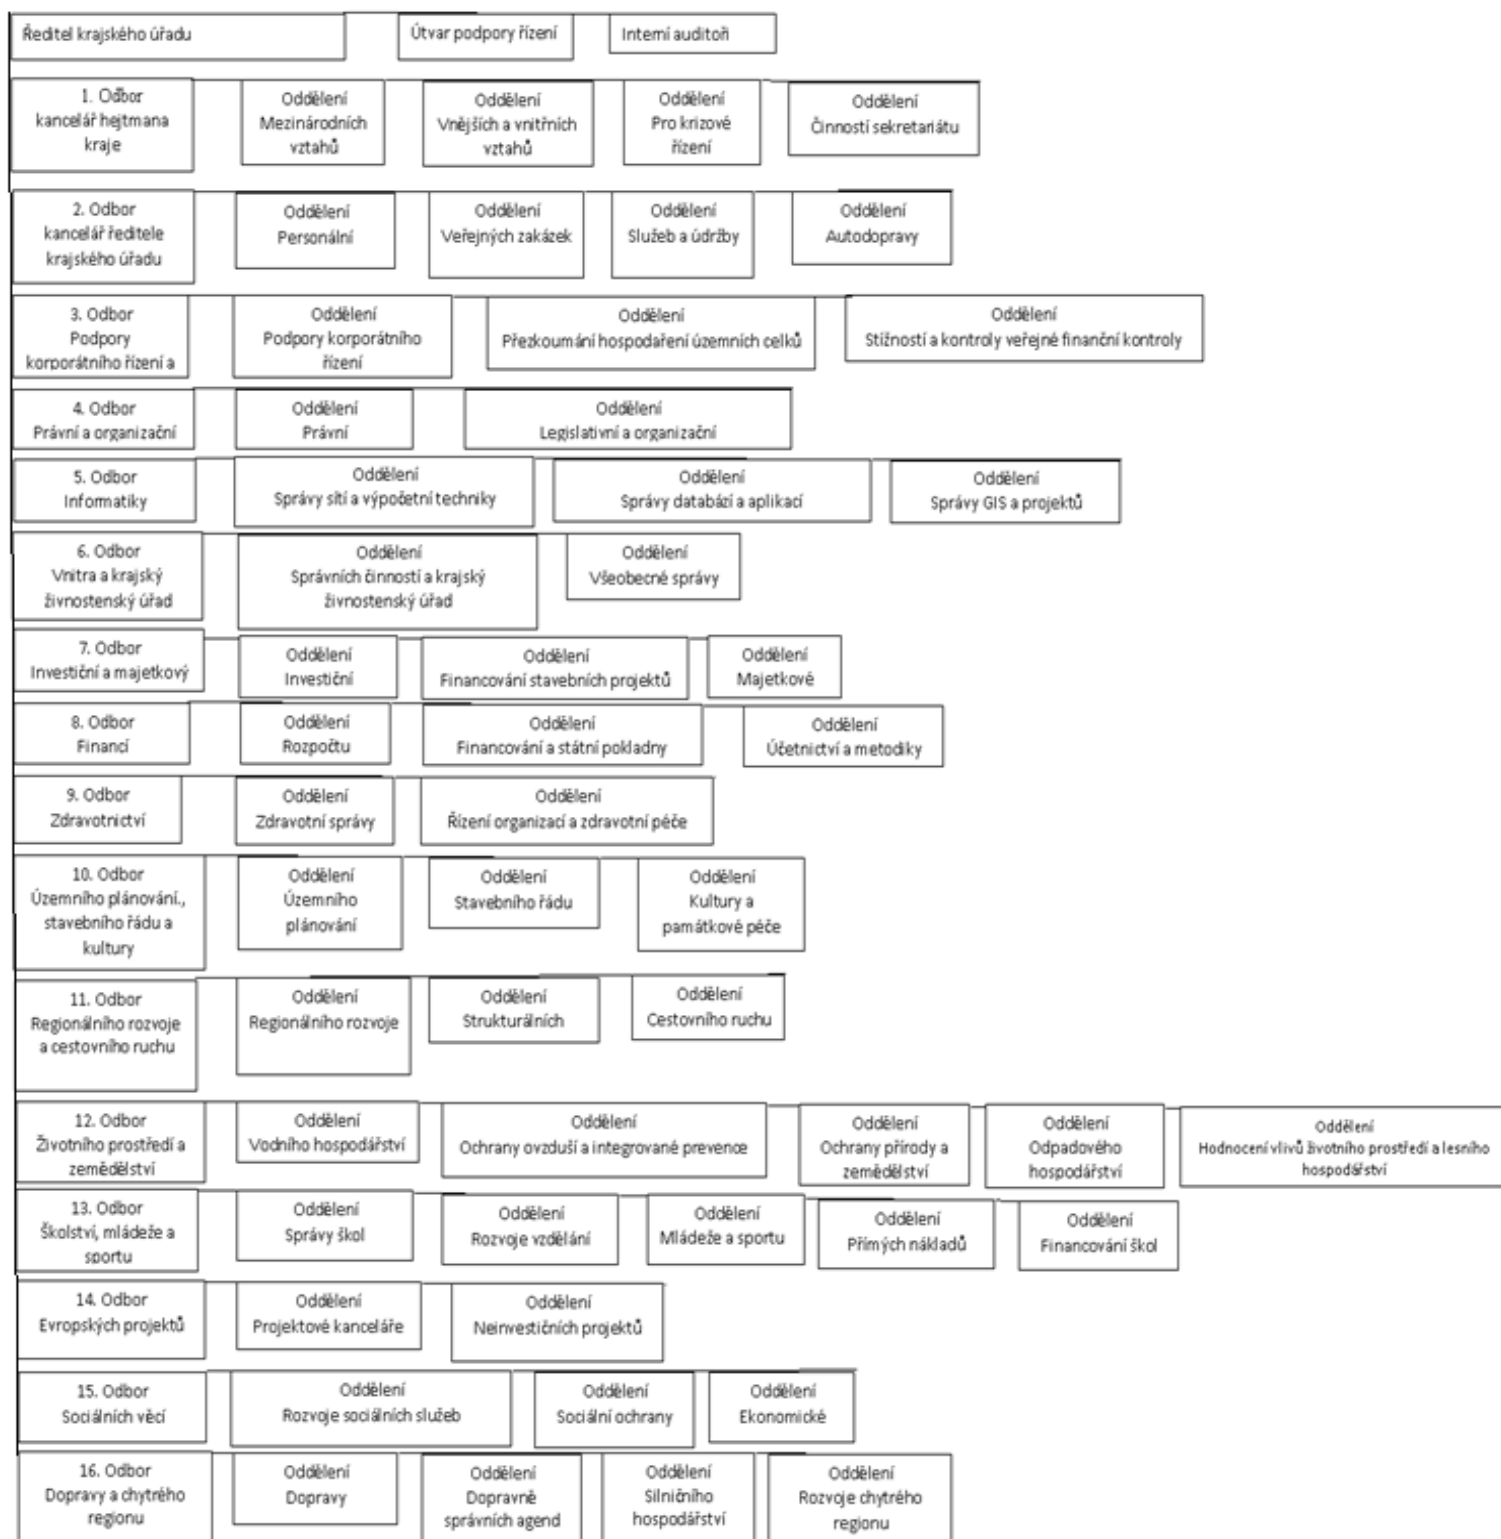 Ředitel krajského úřadu
Útvar podpory řízení
Interní auditoři
1. Odbor
kancelář hejtmana
kraje
Oddělení
Mezinárodních
vztahů
Oddělení
Vnějších a vnitřních
vztahů
Oddělení
Pro krizové
řízení
Oddělení
Činností sekretariátu
2. Odbor
kancelář ředitele
krajského úřadu
Oddělení
Personální
Oddělení
Veřejných zakázek
Oddělení
Služeb a údržby
Oddělení
Autodopravy
3. Odbor
Podpory
korporátního řízení a
Oddělení
Podpory korporátního
řízení
Oddělení
Přezkoumání hospodaření územních celků
Oddělení
Stížností a kontroly veřejné finanční kontroly
4. Odbor
Právní a organizační
Oddělení
Právní
Oddělení
Legislativní a organizační
5. Odbor
Informatiky
Oddělení
Správy sítí a výpočetní techniky
Oddělení
Správy databází a aplikací
Oddělení
Správy GIS a projektů
6. Odbor
Vnitra a krajský
živnostenský úřad
Oddělení
Správních činností a krajský
živnostenský úřad
Oddělení
Všeobecné správy
7. Odbor
Investiční a majetkový
Oddělení
Investiční
Oddělení
Financování stavebních projektů
Oddělení
Majetkové
8. Odbor
Financí
Oddělení
Rozpočtu
Oddělení
Financování a státní pokladny
Oddělení
Účetnictví a metodiky
9. Odbor
Zdravotnictví
Oddělení
Zdravotní správy
Oddělení
Řízení organizací a zdravotní péče
10. Odbor
Územního plánování.,
stavebního řádu a
kultury
Oddělení
Územního
plánování
Oddělení
Stavebního řádu
Oddělení
Kultury a
památkové péče
11. Odbor
Regionálního rozvoje
a cestovního ruchu
Oddělení
Regionálního rozvoje
Oddělení
Strukturálních
Oddělení
Cestovního ruchu
12. Odbor
Životního prostředí a
zemědělství
Oddělení
Vodního hospodářství
Oddělení
Ochrany ovzduší a integrované prevence
Oddělení
Ochrany přírody a
zemědělství
Oddělení
Odpadového
hospodářství
Oddělení
Hodnocení vlivů životního prostředí a lesního
hospodářství
13. Odbor
Školství, mládeže a
sportu
Oddělení
Správy škol
Oddělení
Rozvoje vzdělání
Oddělení
Mládeže a sportu
Oddělení
Přímých nákladů
Oddělení
Financování škol
14. Odbor
Evropských projektů
Oddělení
Projektové kanceláře
Oddělení
Neinvestičních projektů
15. Odbor
Sociálních věcí
Oddělení
Rozvoje sociálních služeb
Oddělení
Sociální ochrany
Oddělení
Ekonomické
16. Odbor
Dopravy a chytrého
regionu
Oddělení
Dopravy
Oddělení
Dopravně
správních agend
Oddělení
Silničního
hospodářství
Oddělení
Rozvoje chytrého
regionu